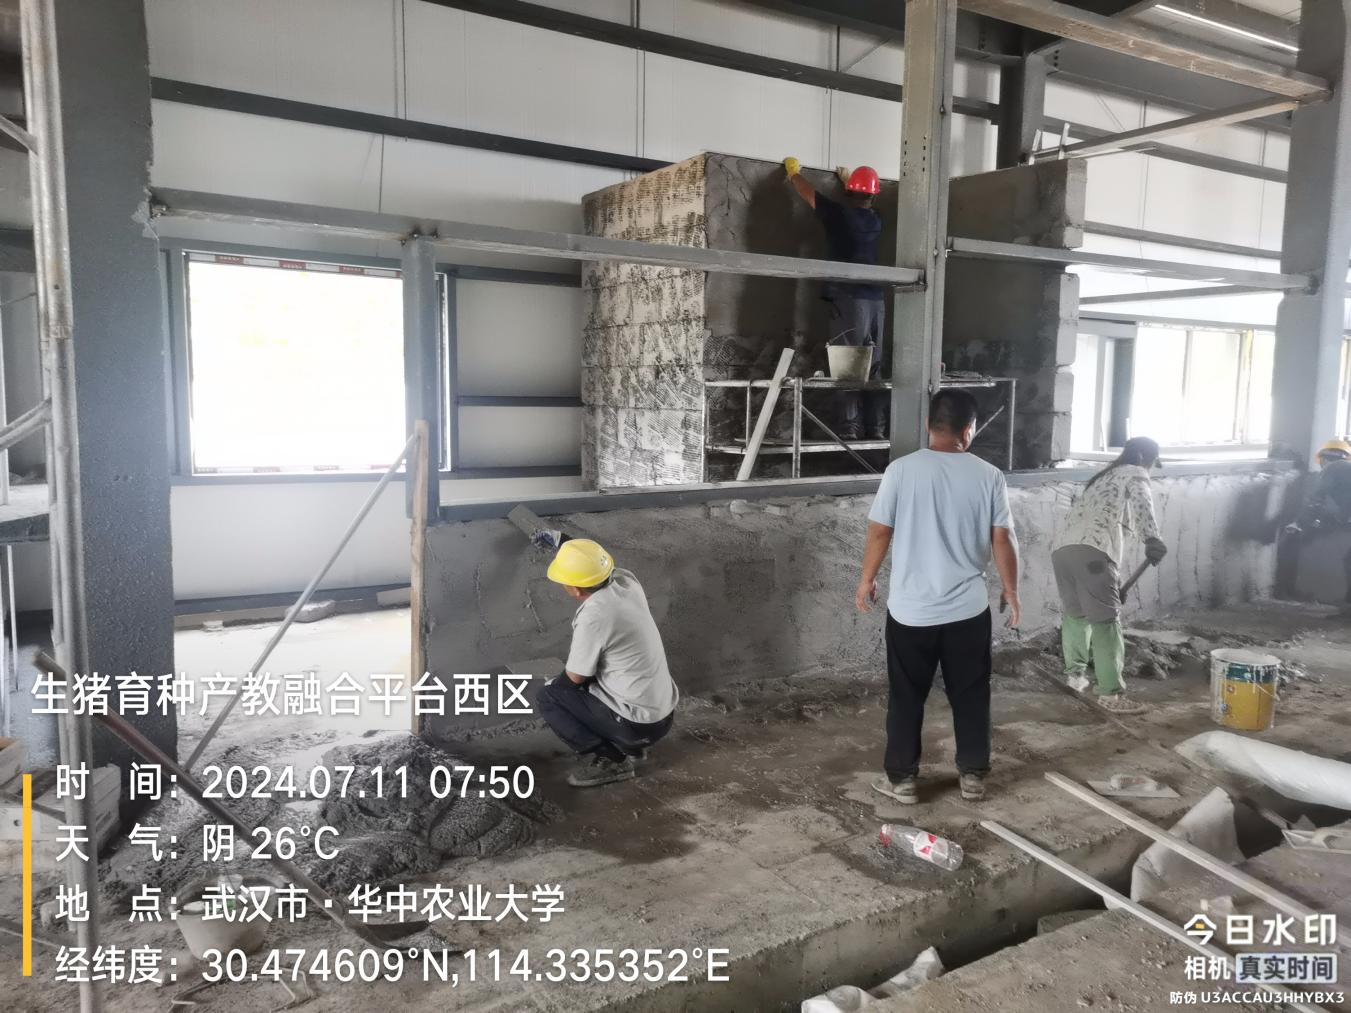 生猪育种产教融合平台西区
时 间：2024.07.11 07:50
天 气：阴 26°C
地 点：武汉市·华中农业大学
经纬度：30.474609°N,114.335352°E
今日水印
相机 真实时间
防伪 U3ACCAU3HHYBX3